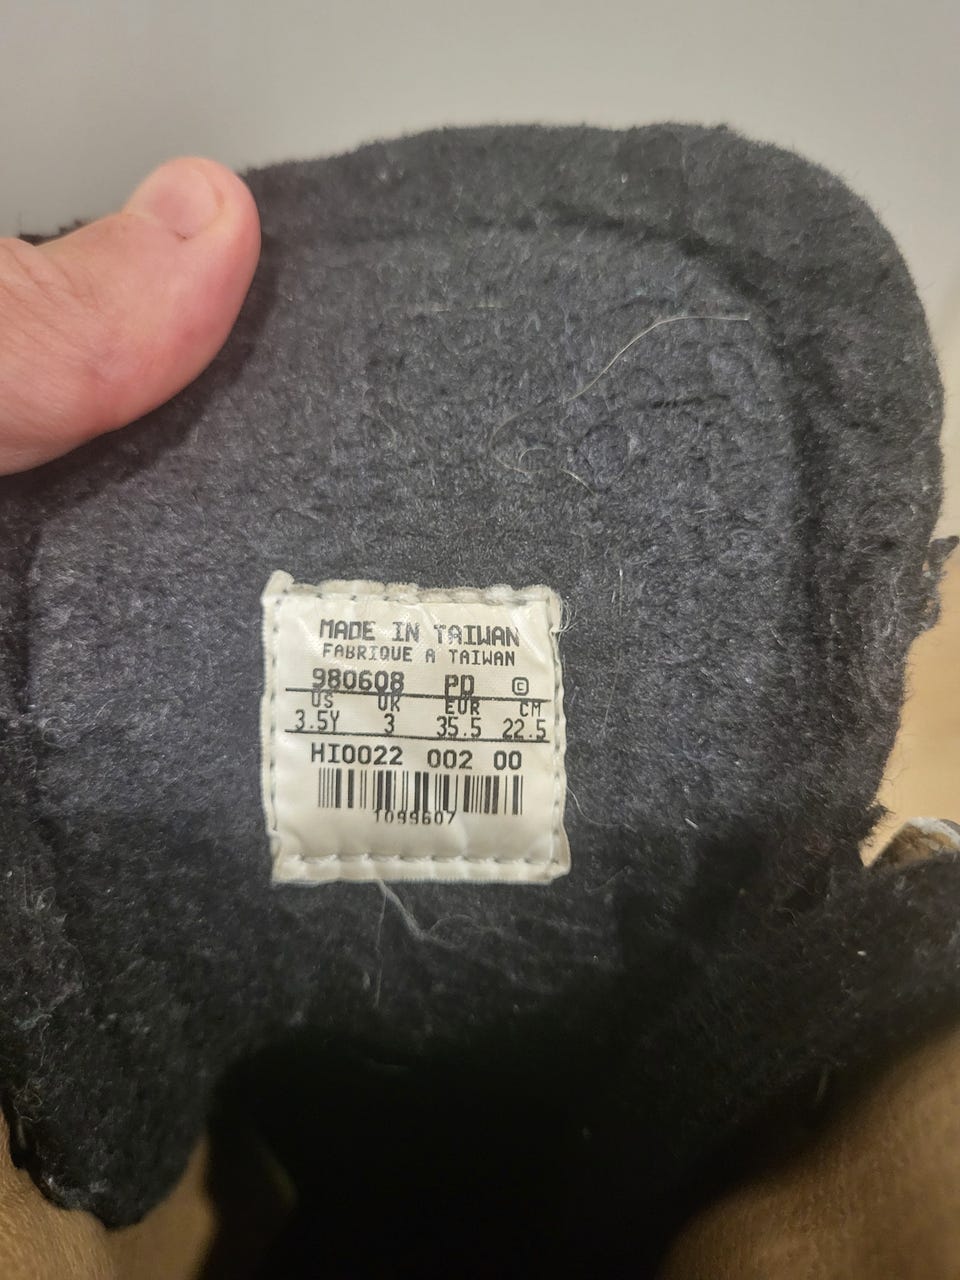 MADE IN TAIWAN
FABRIQUE A TAIWAN
980608 PD ©
US UK EUR CM
3.5Y 3 35.5 22.5
HI0022 002 00
1099607